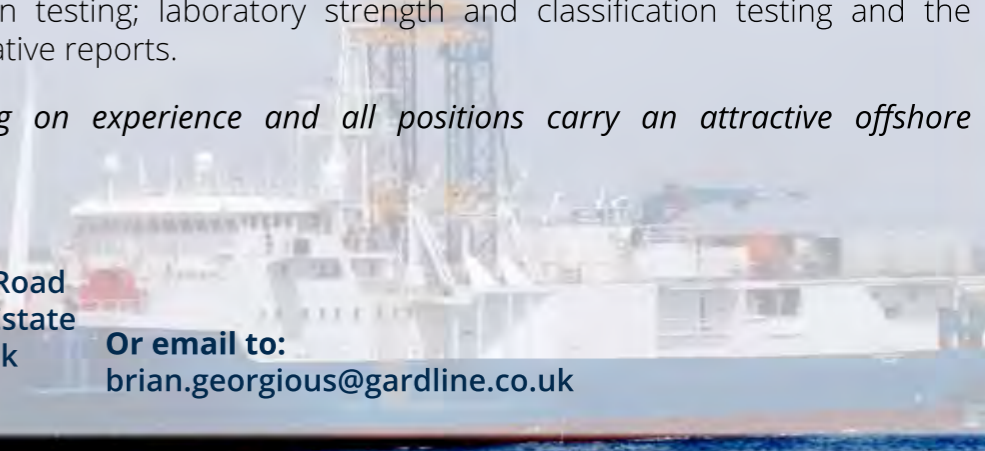 n testing; laboratory strength and classification testing and the
ative reports.
g on experience and all positions carry an attractive offshore
Road
state
k
Or email to:
brian.georgious@gardline.co.uk